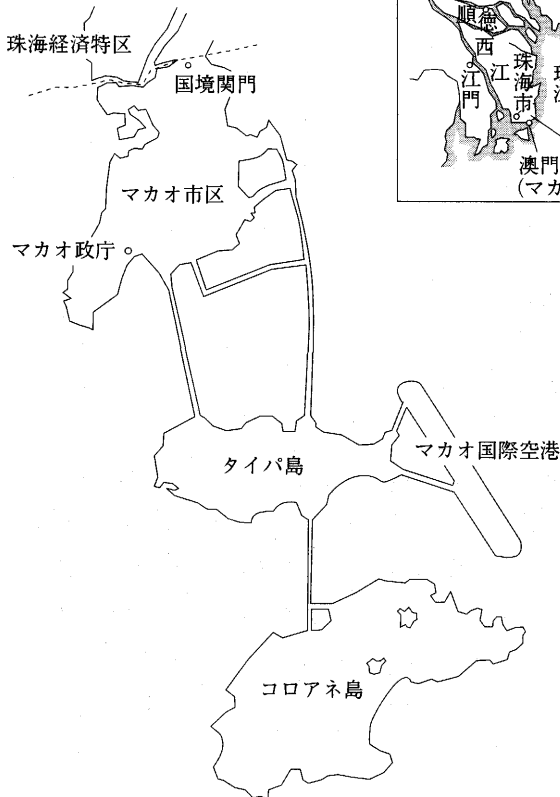 珠海経済特区
国境関門
マカオ市区
マカオ政庁
マカオ国際空港
タイパ島
コロアネ島
順徳
西江
江門
珠海市
澳門
(マカ